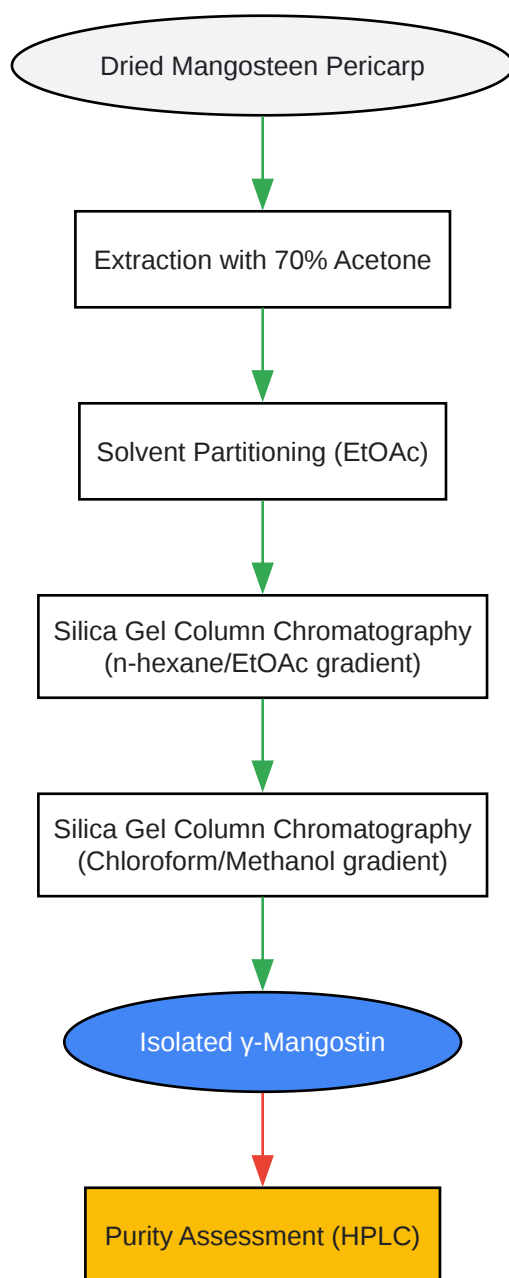 Dried Mangosteen Pericarp
Extraction with 70% Acetone
Solvent Partitioning (EtOAc)
Silica Gel Column Chromatography
(n-hexane/EtOAc gradient)
Silica Gel Column Chromatography
(Chloroform/Methanol gradient)
Isolated γ-Mangostin
Purity Assessment (HPLC)